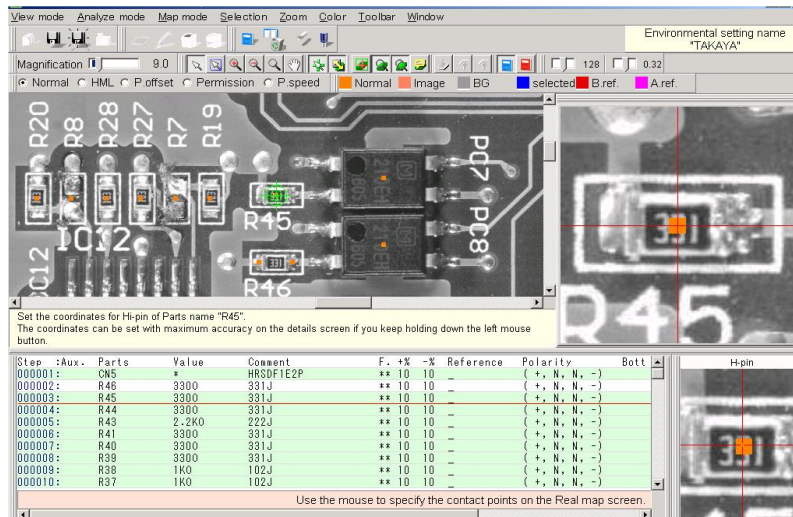 View mode Analyze mode Map mode Selection Zoom Color Toolbar Window
Environmental setting name
"TAKAYA"
Magnification 9.0 128 0.32
Normal HML P.offset Permission P.speed Normal Image BG selected B.ref. A.ref.
R20
R8
R28
R27
R7
R19
PC7
R45
IC12
PC8
R46
331
R45
331
Set the coordinates for Hi-pin of Parts name "R45".
The coordinates can be set with maximum accuracy on the details screen if you keep holding down the left mouse
button.
Step :Aux. Parts Value Comment F. +% -% Reference Polarity Bott
000001: CN5 * HRSDF1E2P ** 10 10 _ ( +, N, N, -)
000002: R46 3300 331J ** 10 10 _ ( +, N, N, -)
000003: R45 3300 331J ** 10 10 _ ( +, N, N, -)
000004: R44 3300 331J ** 10 10 _ ( +, N, N, -)
000005: R43 2.2K0 222J ** 10 10 _ ( +, N, N, -)
000006: R41 3300 331J ** 10 10 _ ( +, N, N, -)
000007: R40 3300 331J ** 10 10 _ ( +, N, N, -)
000008: R39 3300 331J ** 10 10 _ ( +, N, N, -)
000009: R38 1K0 102J ** 10 10 _ ( +, N, N, -)
000010: R37 1K0 102J ** 10 10 _ ( +, N, N, -)
H-pin
Use the mouse to specify the contact points on the Real map screen.